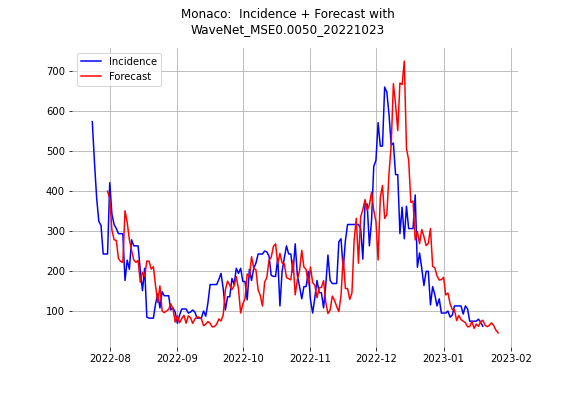 Monaco:  Incidence + Forecast with
WaveNet_MSE0.0050_20221023
Incidence
Forecast
700
600
500
400
300
200
100
2022-08 2022-09 2022-10 2022-11 2022-12 2023-01 2023-02